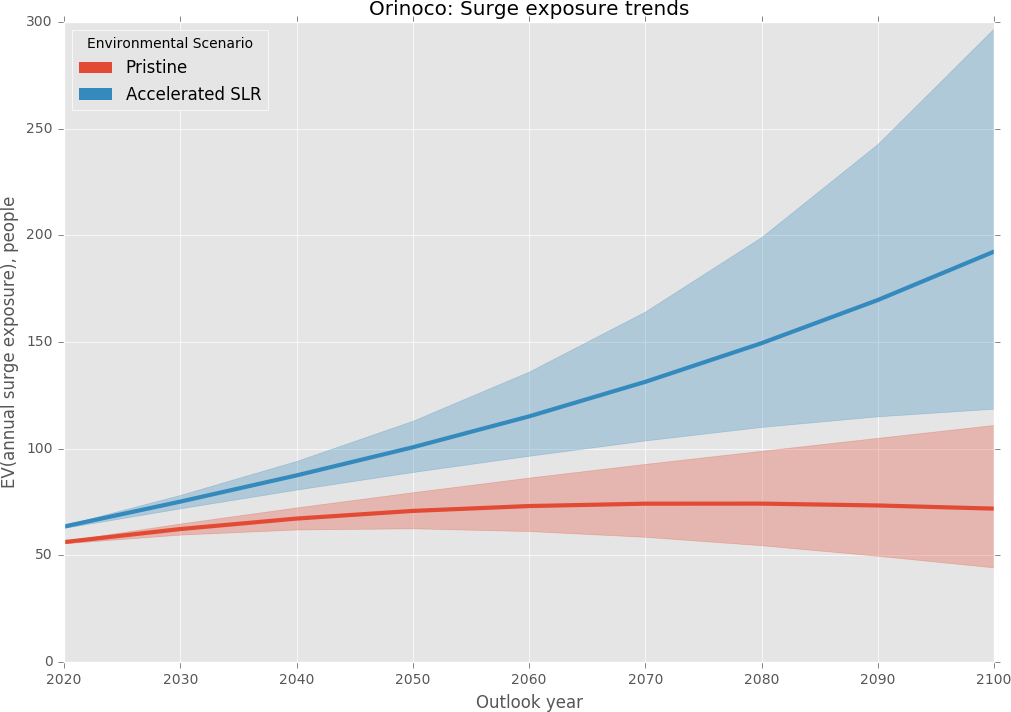 Orinoco: Surge exposure trends
Environmental Scenario
Pristine
Accelerated SLR
EV(annual surge exposure), people
300
250
200
150
100
50
0
2020 2030 2040 2050 2060 2070 2080 2090 2100
Outlook year